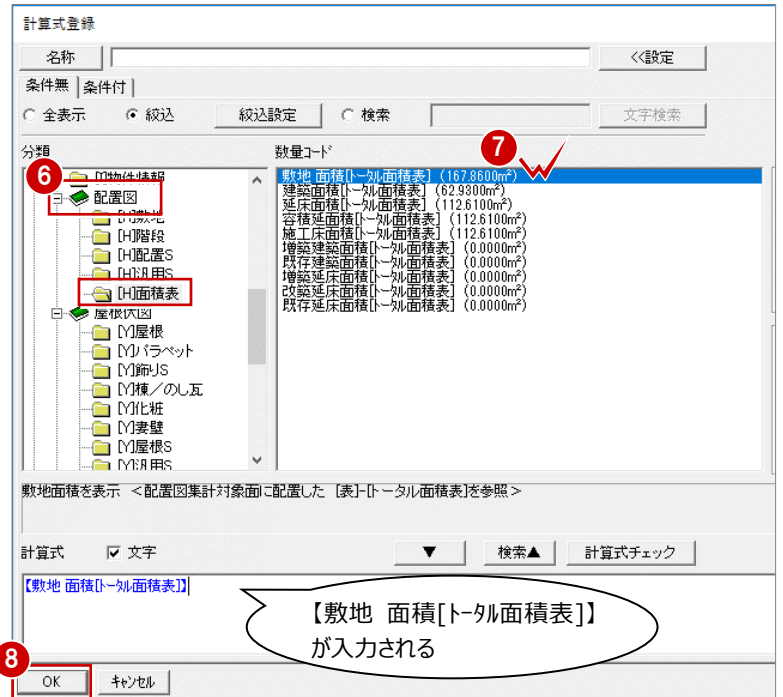 計算式登録
名称
<<設定
条件無 条件付
全表示 絞込 絞込設定 検索 文字検索
分類
数量コード
6
7
[]物件情報
配置図
[H]敷地
[H]階段
[H]配置S
[H]汎用S
[H]面積表
屋根伏図
[Y]屋根
[Y]パラペット
[Y]飾りS
[Y]棟/のし瓦
[Y]化粧
[Y]妻壁
[Y]屋根S
[Y]汎用S
敷地 面積[トータル面積表] (167.8600m²)
建築面積[トータル面積表] (62.9300m²)
延床面積[トータル面積表] (112.6100m²)
容積延面積[トータル面積表] (112.6100m²)
施工床面積[トータル面積表] (112.6100m²)
増築建築面積[トータル面積表] (0.0000m²)
既存建築面積[トータル面積表] (0.0000m²)
増築延床面積[トータル面積表] (0.0000m²)
改築延床面積[トータル面積表] (0.0000m²)
既存延床面積[トータル面積表] (0.0000m²)
敷地面積を表示 <配置図集計対象面に配置した [表]-[トータル面積表]を参照>
計算式 文字 ▼ 検索▲ 計算式チェック
【敷地 面積[トータル面積表]】
【敷地 面積[トータル面積表]】
が入力される
8
OK キャンセル